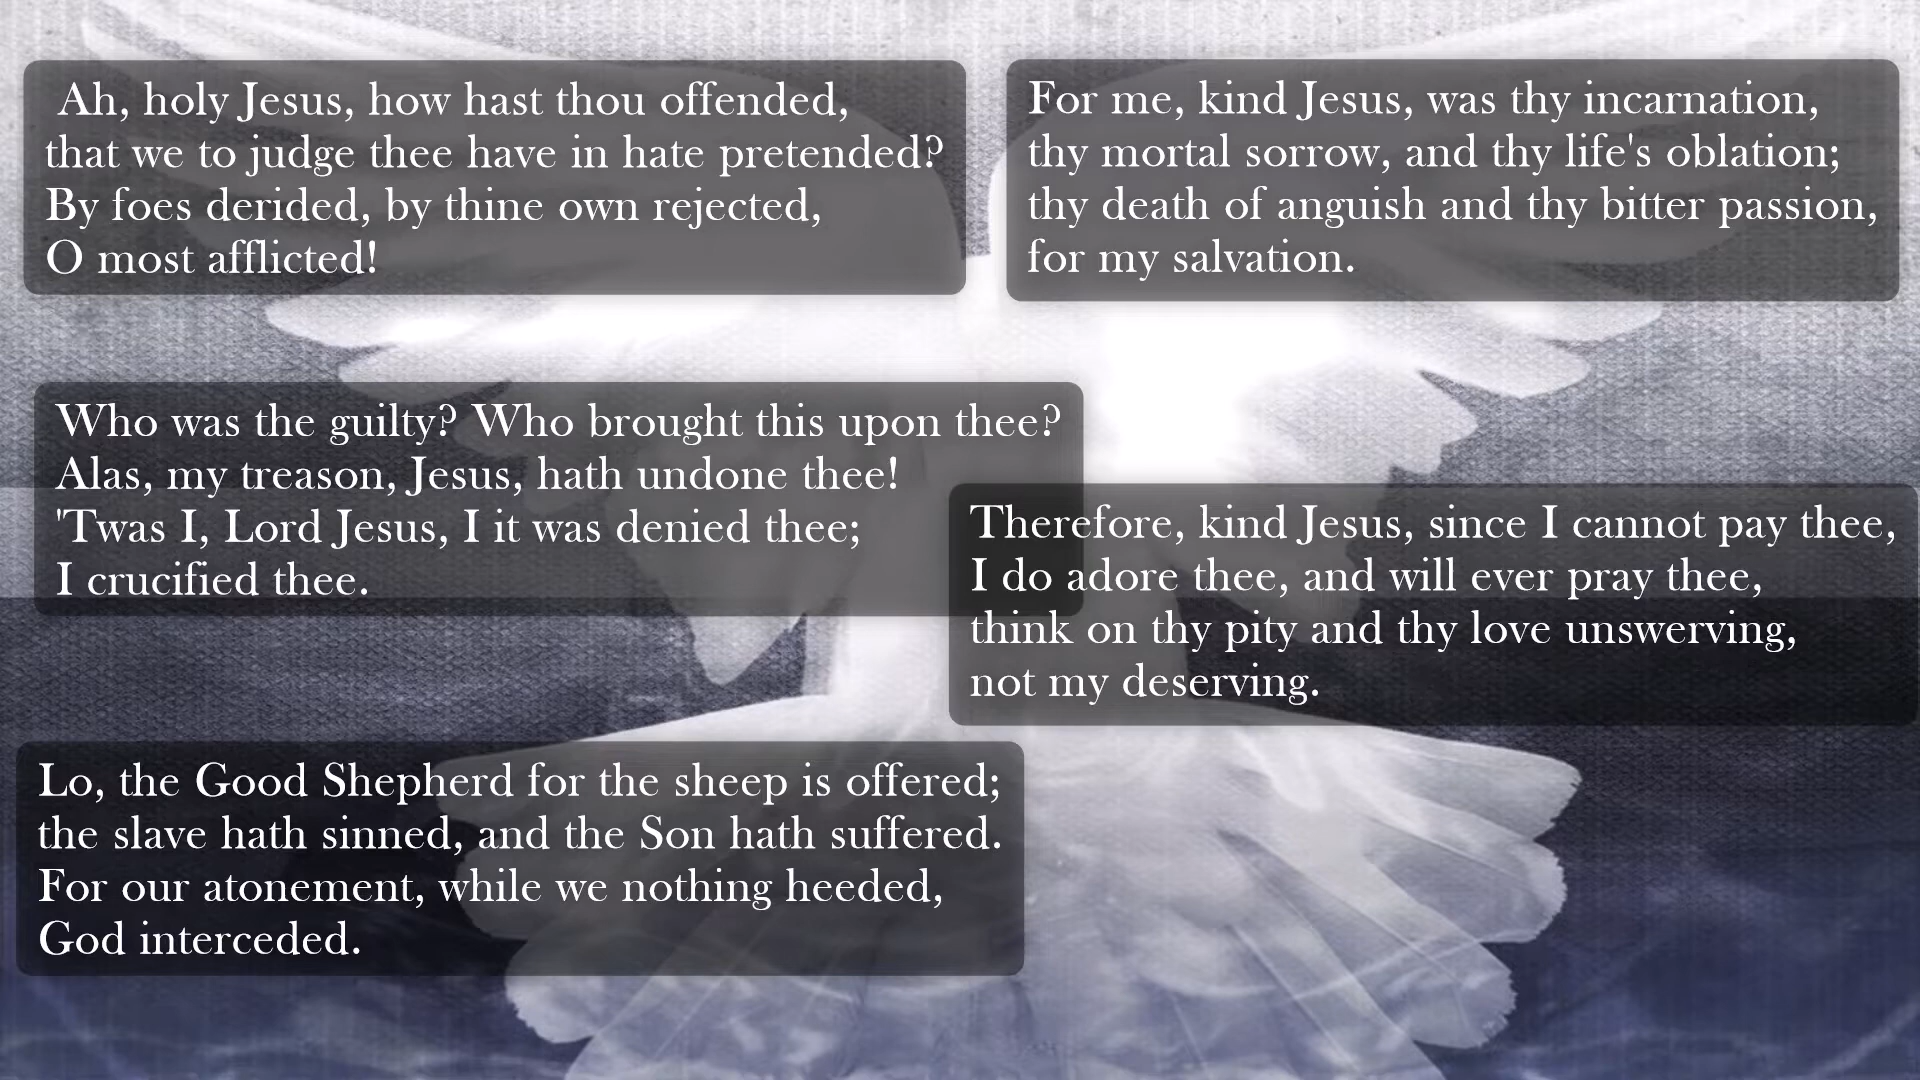 Ah, holy Jesus, how hast thou offended,
that we to judge thee have in hate pretended?
By foes derided, by thine own rejected,
O most afflicted!
Who was the guilty? Who brought this upon thee?
Alas, my treason, Jesus, hath undone thee!
'Twas I, Lord Jesus, I it was denied thee;
I crucified thee.
Lo, the Good Shepherd for the sheep is offered;
the slave hath sinned, and the Son hath suffered.
For our atonement, while we nothing heeded,
God interceded.
For me, kind Jesus, was thy incarnation,
thy mortal sorrow, and thy life's oblation;
thy death of anguish and thy bitter passion,
for my salvation.
Therefore, kind Jesus, since I cannot pay thee,
I do adore thee, and will ever pray thee,
think on thy pity and thy love unswerving,
not my deserving.